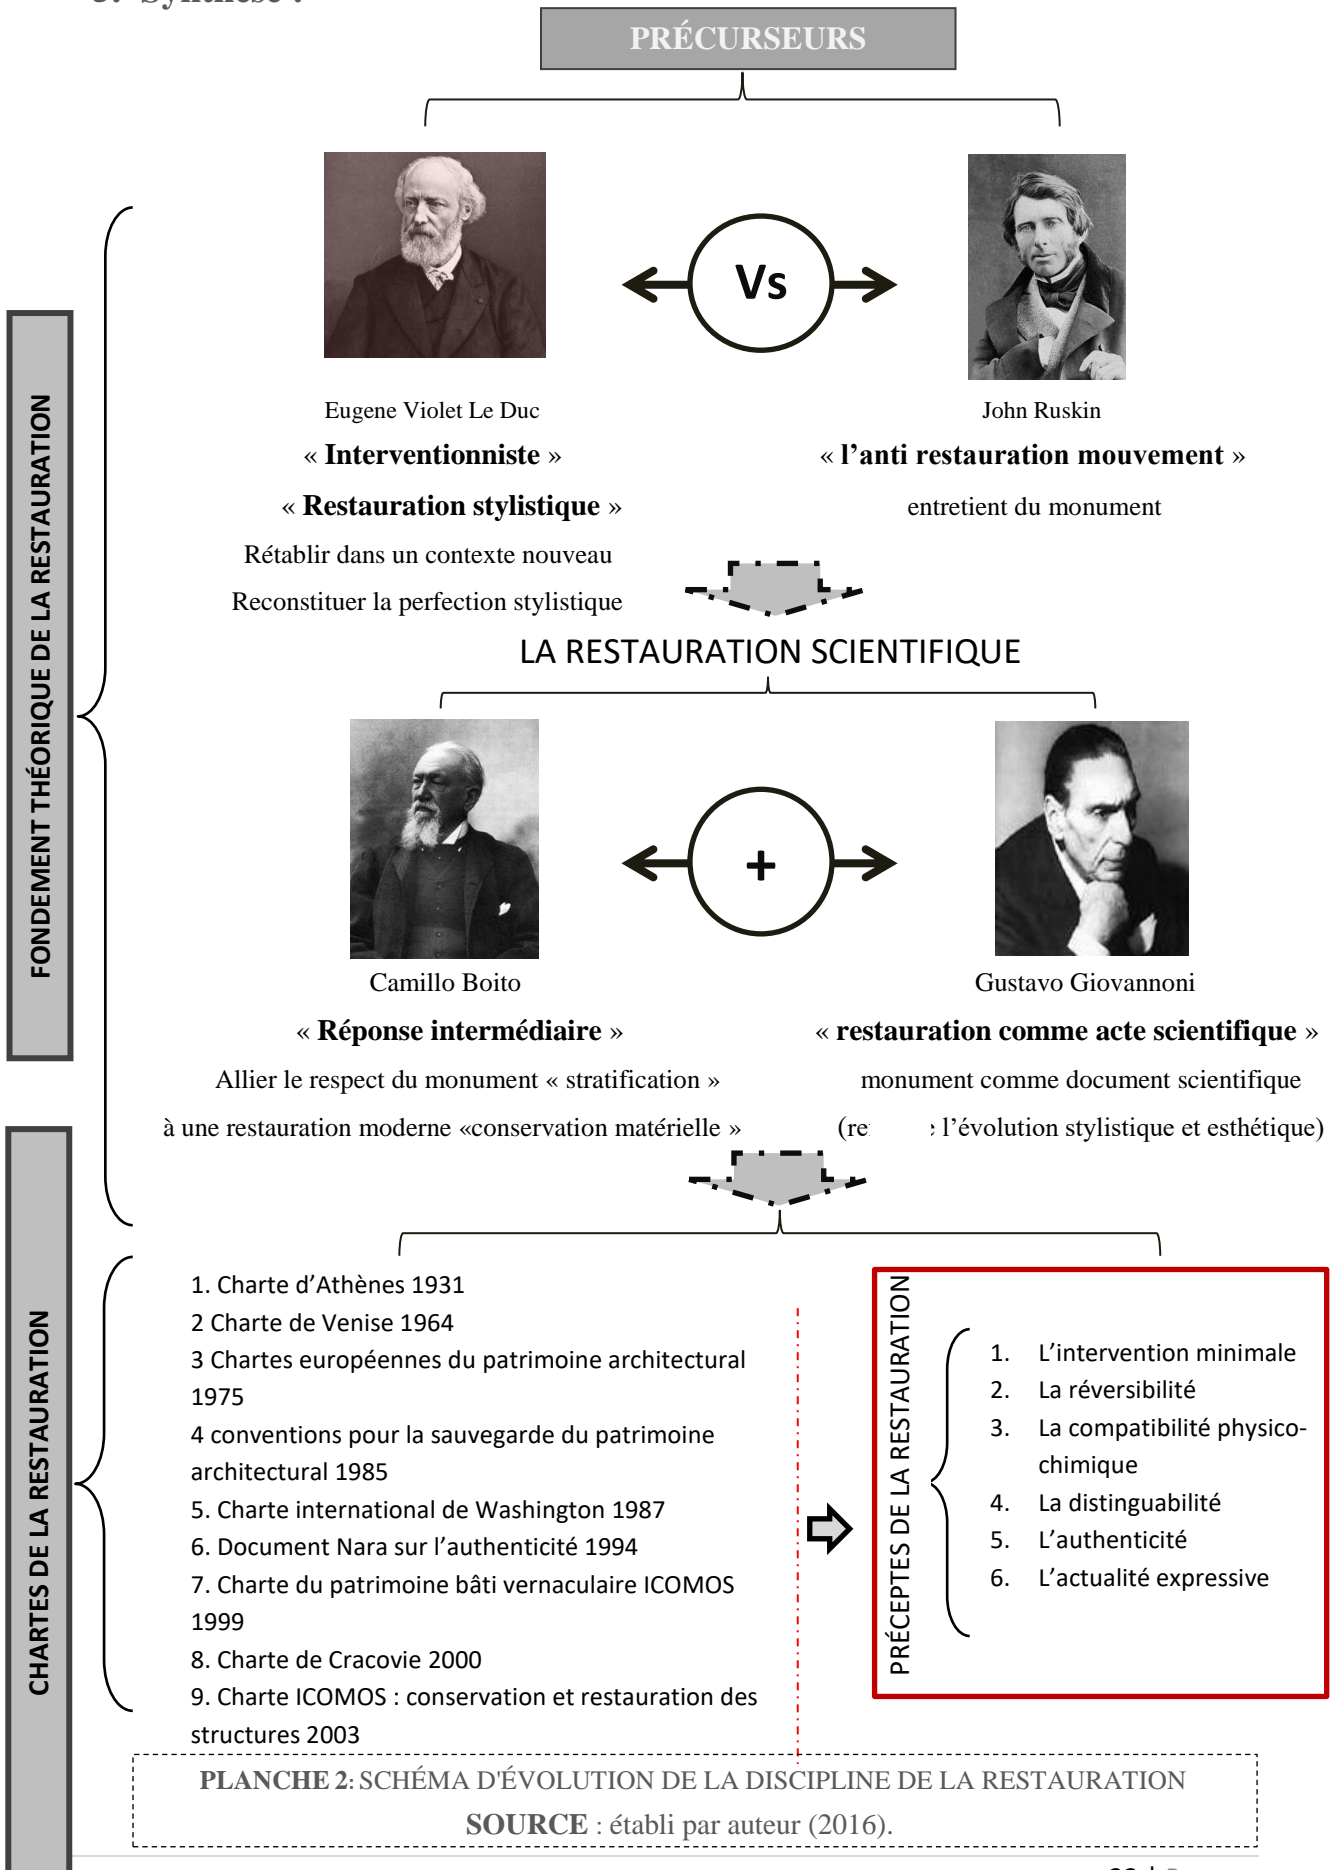 PRÉCURSEURS
Vs
Eugene Violet Le Duc
« Interventionniste »
« Restauration stylistique »
Rétablir dans un contexte nouveau
Reconstituer la perfection stylistique
John Ruskin
« l’anti restauration mouvement »
entretient du monument
FONDEMENT THÉORIQUE DE LA RESTAURATION
LA RESTAURATION SCIENTIFIQUE
+
Camillo Boito
« Réponse intermédiaire »
Allier le respect du monument « stratification »
à une restauration moderne «conservation matérielle »
Gustavo Giovannoni
« restauration comme acte scientifique »
monument comme document scientifique
l’évolution stylistique et esthétique)
CHARTES DE LA RESTAURATION
1. Charte d’Athènes 1931
2 Charte de Venise 1964
3 Chartes européennes du patrimoine architectural
1975
4 conventions pour la sauvegarde du patrimoine
architectural 1985
5. Charte international de Washington 1987
6. Document Nara sur l’authenticité 1994
7. Charte du patrimoine bâti vernaculaire ICOMOS
1999
8. Charte de Cracovie 2000
9. Charte ICOMOS : conservation et restauration des
structures 2003
PRÉCEPTES DE LA RESTAURATION
1. L’intervention minimale
2. La réversibilité
3. La compatibilité physico-
chimique
4. La distinguabilité
5. L’authenticité
6. L’actualité expressive
PLANCHE 2: SCHÉMA D'ÉVOLUTION DE LA DISCIPLINE DE LA RESTAURATION
SOURCE : établi par auteur (2016).